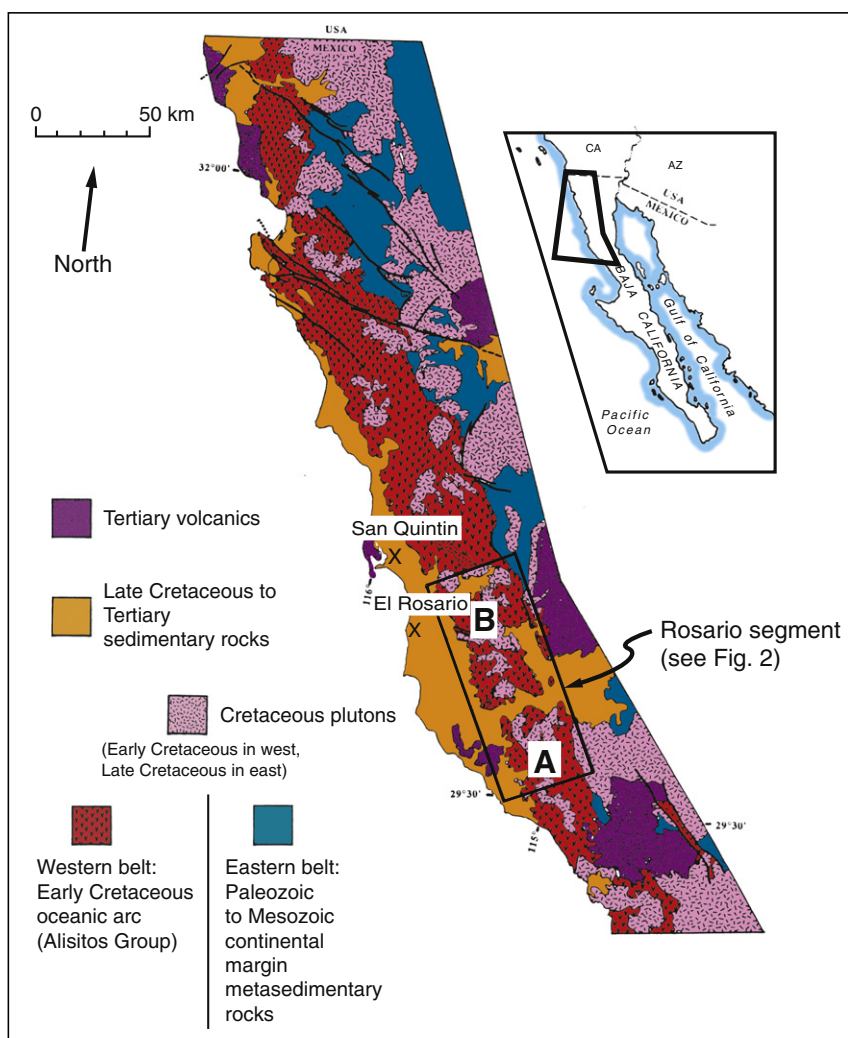 USA
MEXICO
0 50 km
32°00'
North
CA
AZ
USA
MEXICO
BAJA CALIFORNIA
Gulf of California
Pacific
Ocean
San Quintin
X
116°
El Rosario
X
B
Tertiary volcanics
Late Cretaceous to
Tertiary
sedimentary rocks
Rosario segment
(see Fig. 2)
Cretaceous plutons
(Early Cretaceous in west,
Late Cretaceous in east)
A
29°30'
115°
29°30'
Western belt:
Early Cretaceous
oceanic arc
(Alisitos Group)
Eastern belt:
Paleozoic
to Mesozoic
continental
margin
metasedimentary
rocks